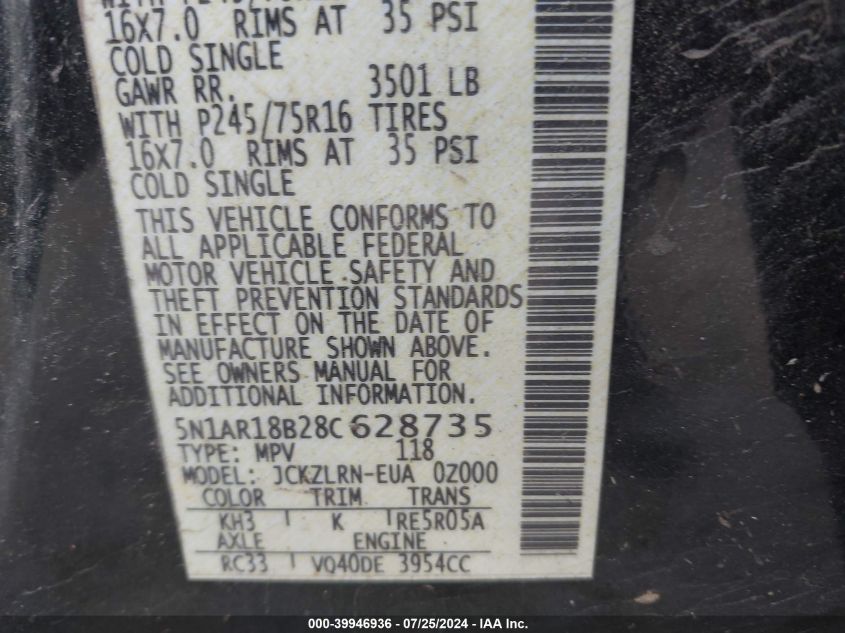 WITH
16X7.0 RIMS AT 35 PSI
COLD SINGLE
GAWR RR. 3501 LB
WITH P245/75R16 TIRES
16X7.0 RIMS AT 35 PSI
COLD SINGLE
THIS VEHICLE CONFORMS TO
ALL APPLICABLE FEDERAL
MOTOR VEHICLE SAFETY AND
THEFT PREVENTION STANDARDS
IN EFFECT ON THE DATE OF
MANUFACTURE SHOWN ABOVE.
SEE OWNERS MANUAL FOR
ADDITIONAL INFORMATION.
5N1AR18B28C628735
TYPE: MPV 118
MODEL: JCKZLRN-EUA 0Z000
COLOR TRIM TRANS
KH3 K RE5R05A
AXLE ENGINE
RC33 VQ40DE 3954CC
000-39946936 - 07/25/2024 - IAA Inc.